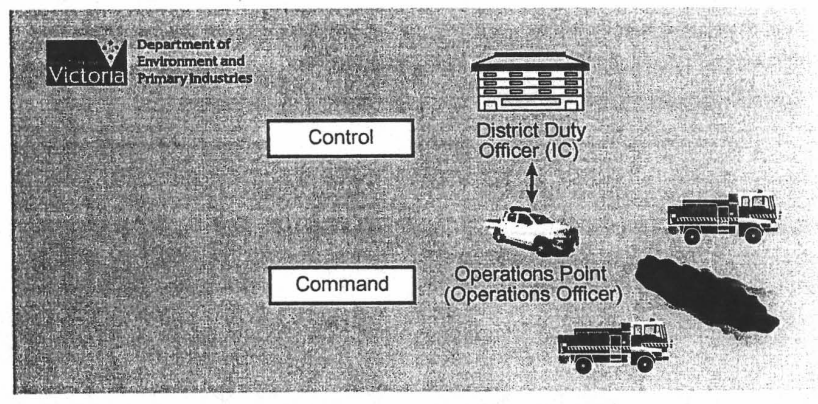 Victoria
Department of
Environment and
Primary Industries
Control
District Duty
Officer (IC)
Command
Operations Point
(Operations Officer)